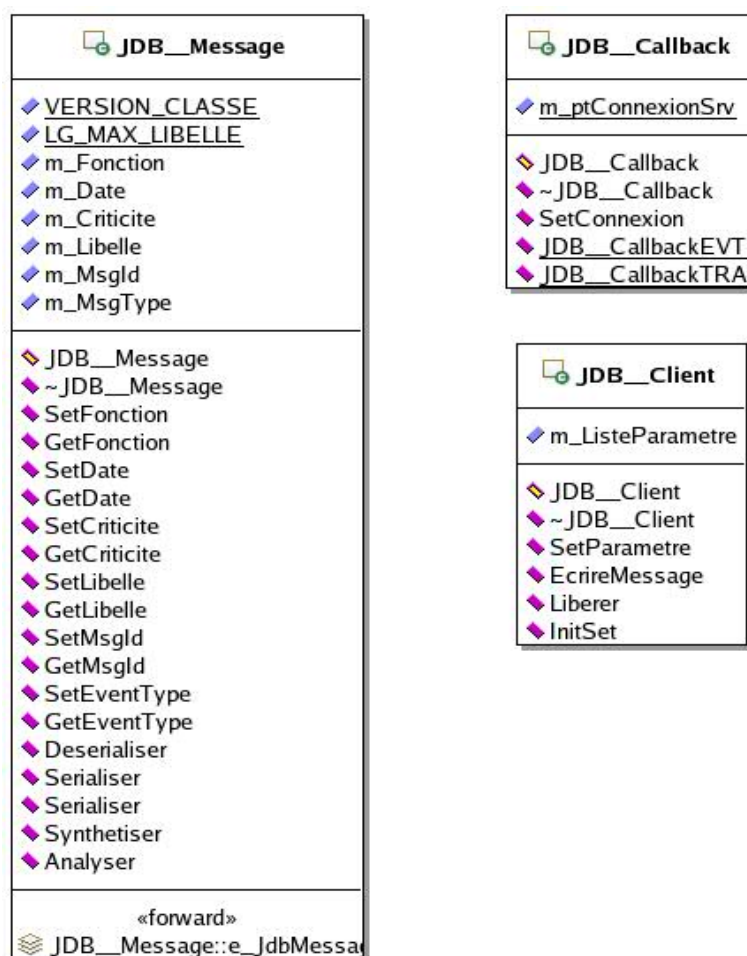 JDB__Message
VERSION_CLASSE
LG_MAX_LIBELLE
m_Fonction
m_Date
m_Criticite
m_Libelle
m_MsgId
m_MsgType
JDB__Message
~JDB__Message
SetFonction
GetFonction
SetDate
GetDate
SetCriticite
GetCriticite
SetLibelle
GetLibelle
SetMsgId
GetMsgId
SetEventType
GetEventType
Deserialiser
Serialiser
Serialiser
Synthetiser
Analyser
«forward»
JDB__Message::e_JdbMessa
JDB__Callback
m_ptConnexionSrv
JDB__Callback
~JDB__Callback
SetConnexion
JDB__CallbackEVT
JDB__CallbackTRA
JDB__Client
m_ListeParametre
JDB__Client
~JDB__Client
SetParametre
EcrireMessage
Liberer
InitSet